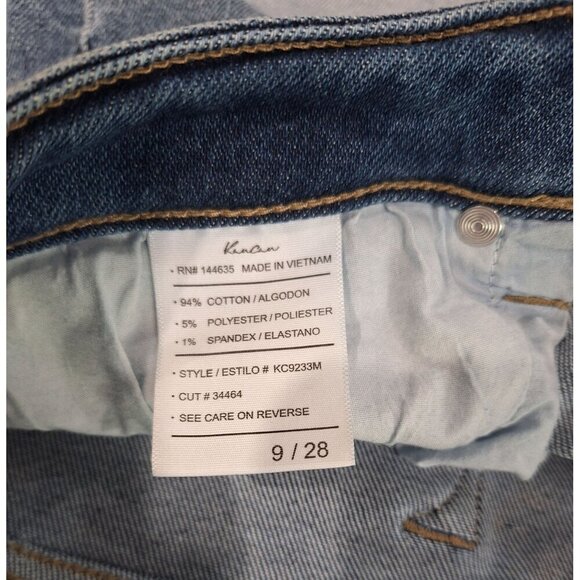 KanCan
• RN# 144635 MADE IN VIETNAM
• 94% COTTON / ALGODON
• 5% POLYESTER / POLIESTER
• 1% SPANDEX / ELASTANO
• STYLE / ESTILO # KC9233M
• CUT # 34464
• SEE CARE ON REVERSE
9 / 28